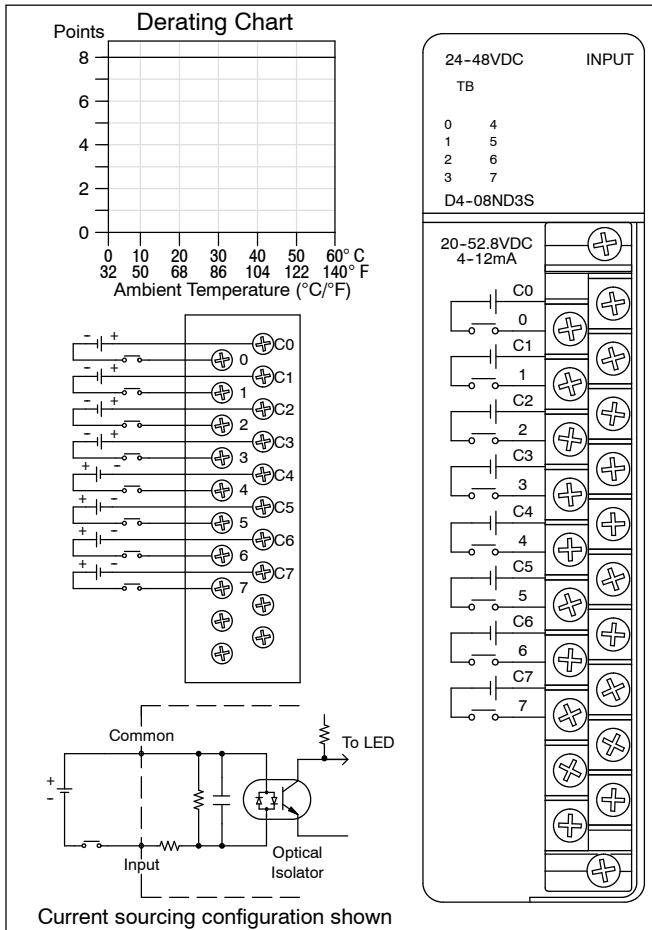 Derating Chart
Points
8
6
4
2
0
0 10 20 30 40 50 60°C
32 50 68 86 104 122 140°F
Ambient Temperature (°C/°F)
- +
C0
0
- +
C1
1
- +
C2
2
- +
C3
3
+ -
C4
4
+ -
C5
5
+ -
C6
6
+ -
C7
7
Common
To LED
+
-
Input
Optical
Isolator
Current sourcing configuration shown
24-48VDC INPUT
TB
0 4
1 5
2 6
3 7
D4-08ND3S
20-52.8VDC
4-12mA
C0
0
C1
1
C2
2
C3
3
C4
4
C5
5
C6
6
C7
7